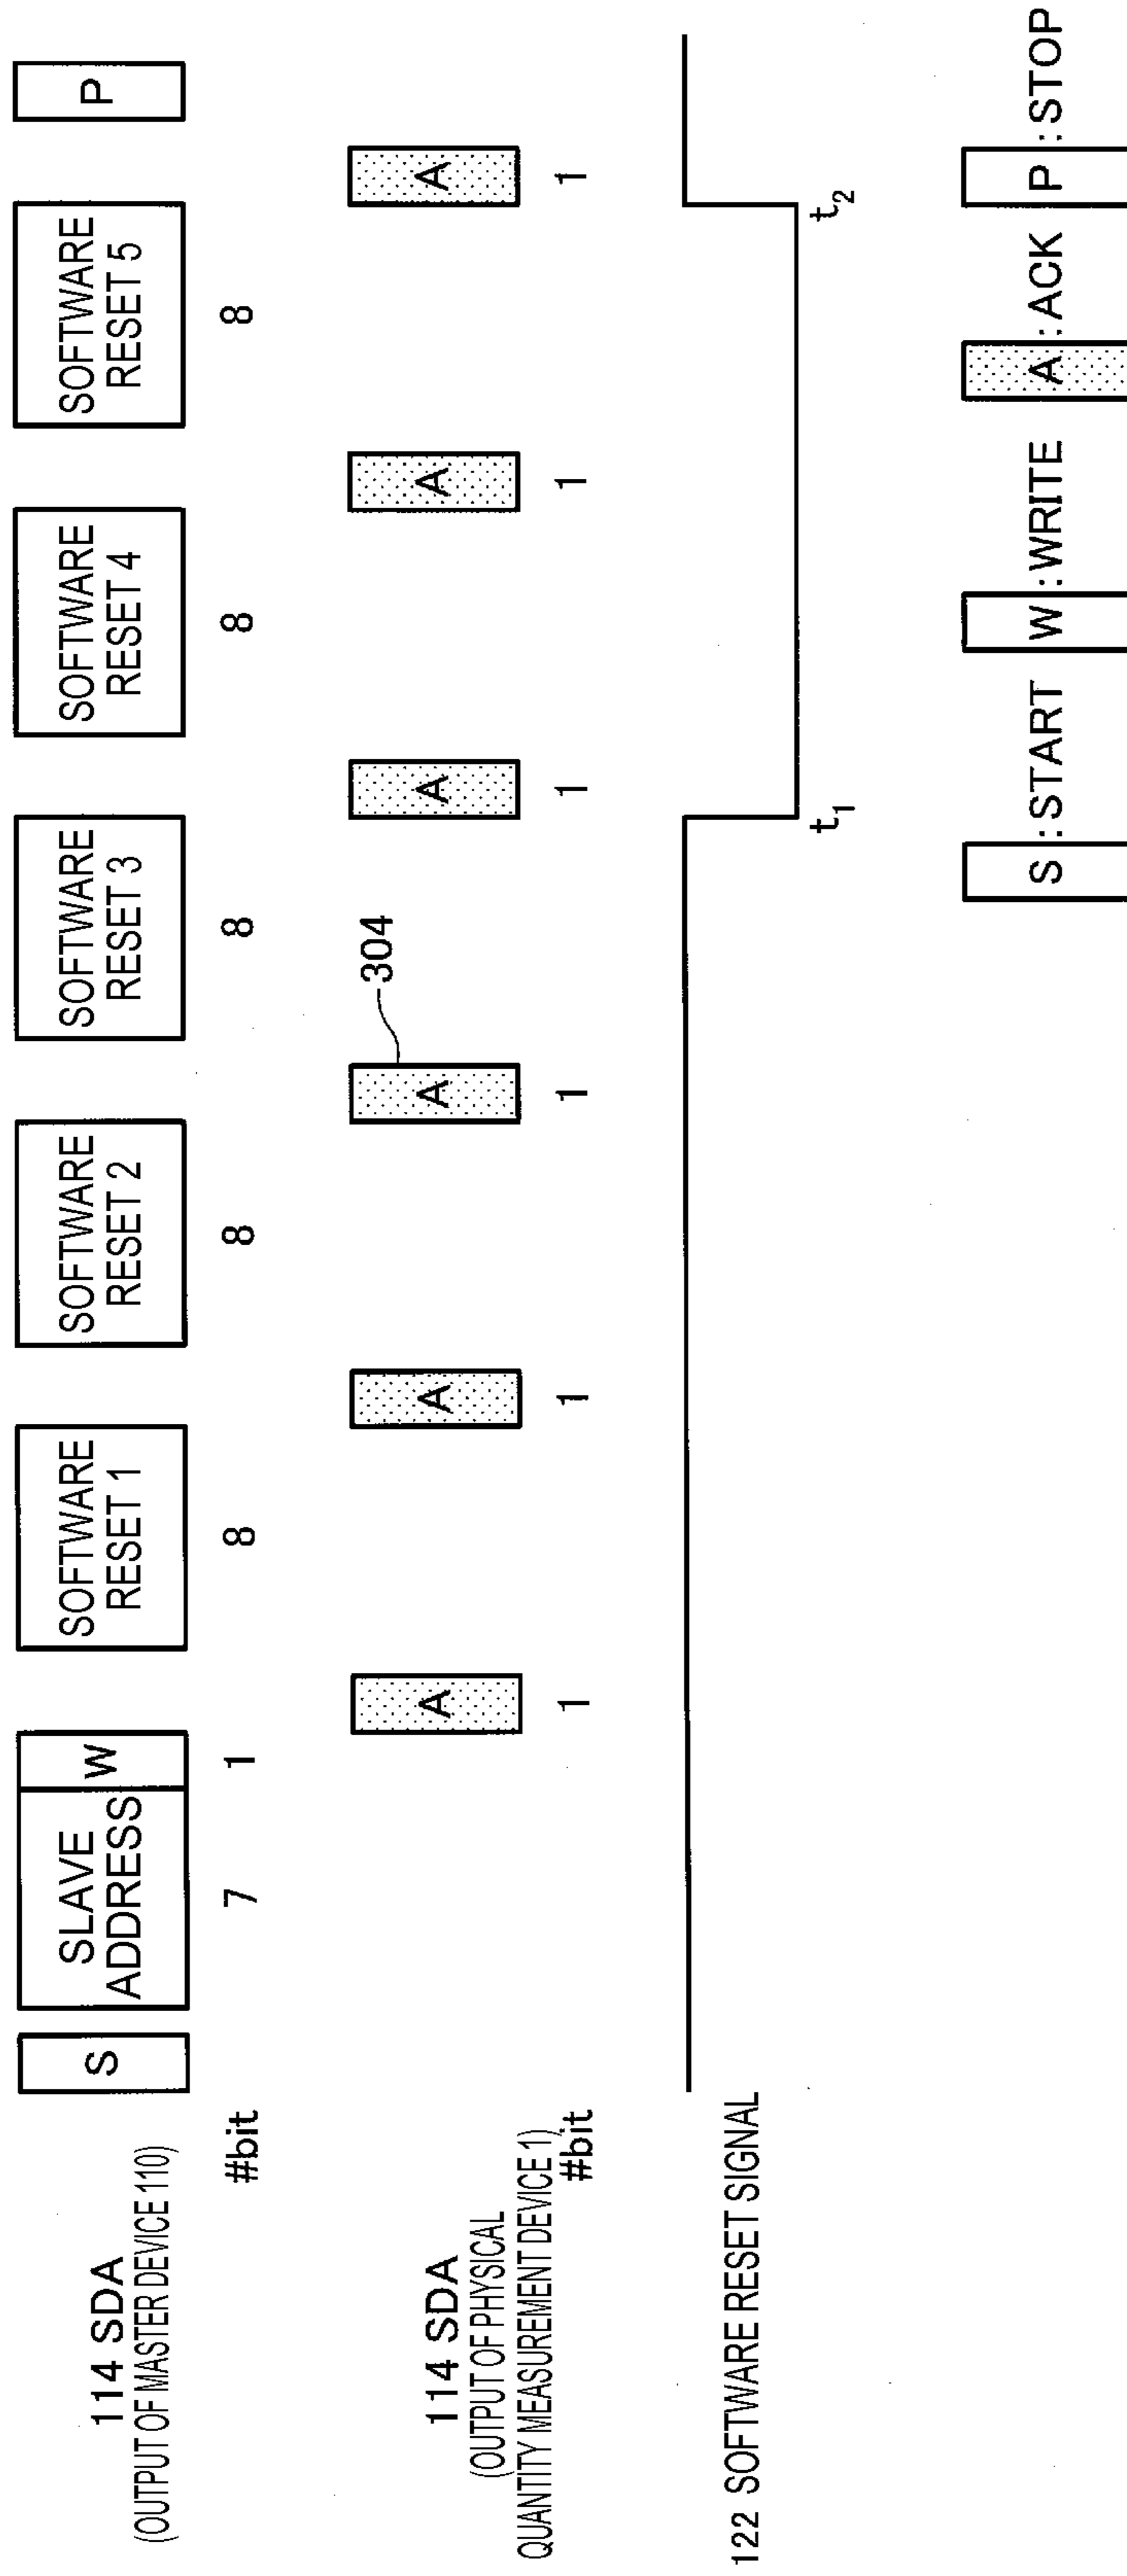 114 SDA
(OUTPUT OF MASTER DEVICE 110)
S
SLAVE
ADDRESS
W
SOFTWARE
RESET 1
SOFTWARE
RESET 2
SOFTWARE
RESET 3
SOFTWARE
RESET 4
SOFTWARE
RESET 5
P
#bit
7
1
8
8
8
8
8
114 SDA
(OUTPUT OF PHYSICAL
QUANTITY MEASUREMENT DEVICE 1)
A
A
A
304
A
A
A
#bit
1
1
1
1
1
1
122 SOFTWARE RESET SIGNAL
t1
t2
S :START
W :WRITE
A :ACK
P :STOP